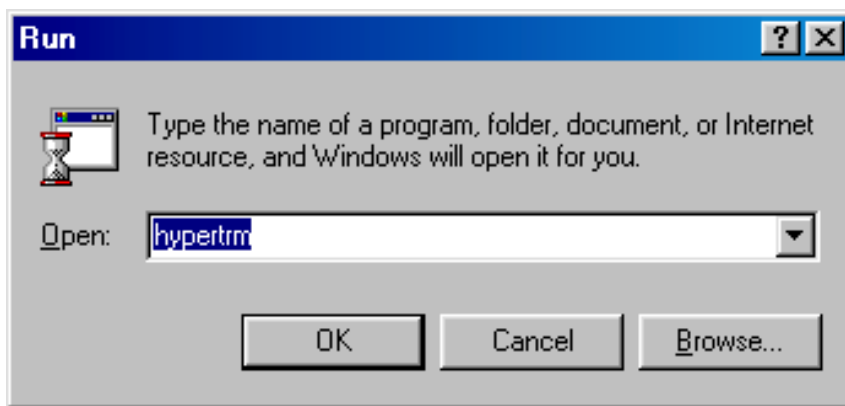 Run
Type the name of a program, folder, document, or Internet
resource, and Windows will open it for you.
Open: hypertrm
OK Cancel Browse...